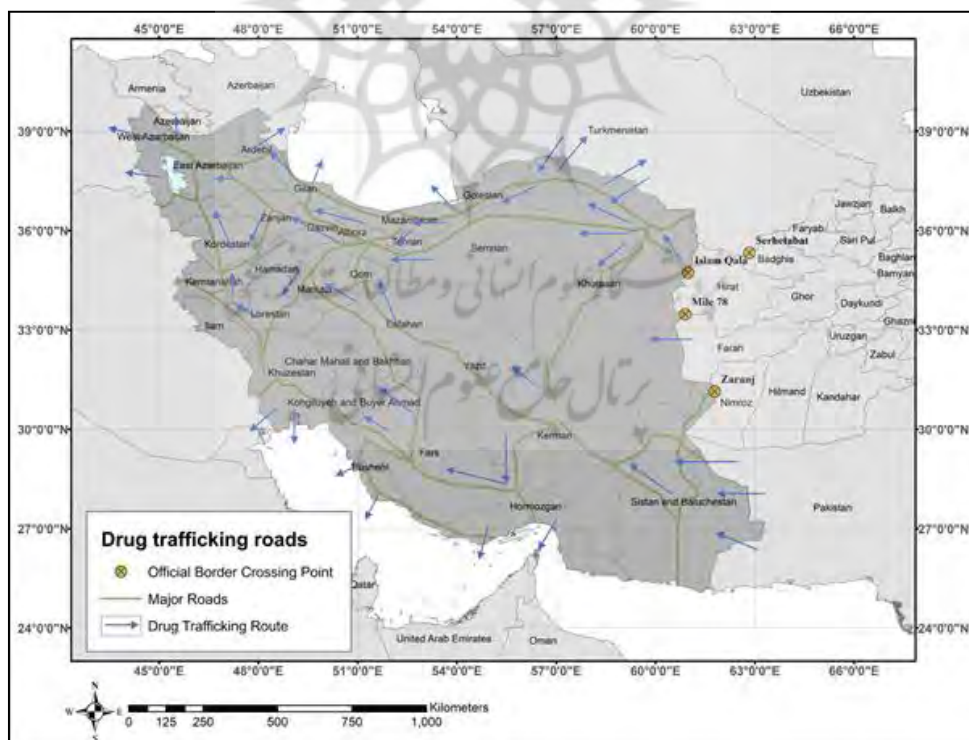 45°0'0"E 48°0'0"E 51°0'0"E 54°0'0"E 57°0'0"E 60°0'0"E 63°0'0"E 66°0'0"E
Armenia
Azerbaijan
Uzbekistan
Azerbaijan
39°0'0"N
39°0'0"N
West Azarbaijan
Turkmenistan
Ardebil
East Azarbaijan
Gilan
Golestan
Jawzjan
Balkh
Zanjan
Mazandaran
Faryab
36°0'0"N
36°0'0"N
Qazvin
Tehran
Semnan
Serhetabat
Sari Pul
Kordestan
Badghis
Baghlan
Hamadan
Qom
Islam Qala
Bamyan
Kermanshah
Markazi
Khorasan
Hirat
Ghor
Daykundi
Lorestan
Mile 78
Ghazni
33°0'0"N
33°0'0"N
Ilam
Esfahan
Uruzgan
Farah
Zabul
Chahar Mahall and Bakhtiari
Yazd
Khuzestan
Zaranj
Hilmand
Kandahar
Kohgiluyeh and Buyer Ahmad
Nimroz
پرتال جامع علوم انسانی
30°0'0"N
30°0'0"N
Kerman
Fars
Bushehr
Sistan and Baluchestan
Pakistan
Hormozgan
27°0'0"N
27°0'0"N
Drug trafficking roads
Official Border Crossing Point
Major Roads
Drug Trafficking Route
Qatar
24°0'0"N
24°0'0"N
United Arab Emirates
Oman
45°0'0"E 48°0'0"E 51°0'0"E 54°0'0"E 57°0'0"E 60°0'0"E 63°0'0"E 66°0'0"E
N
W E
S
Kilometers
0 125 250 500 750 1,000